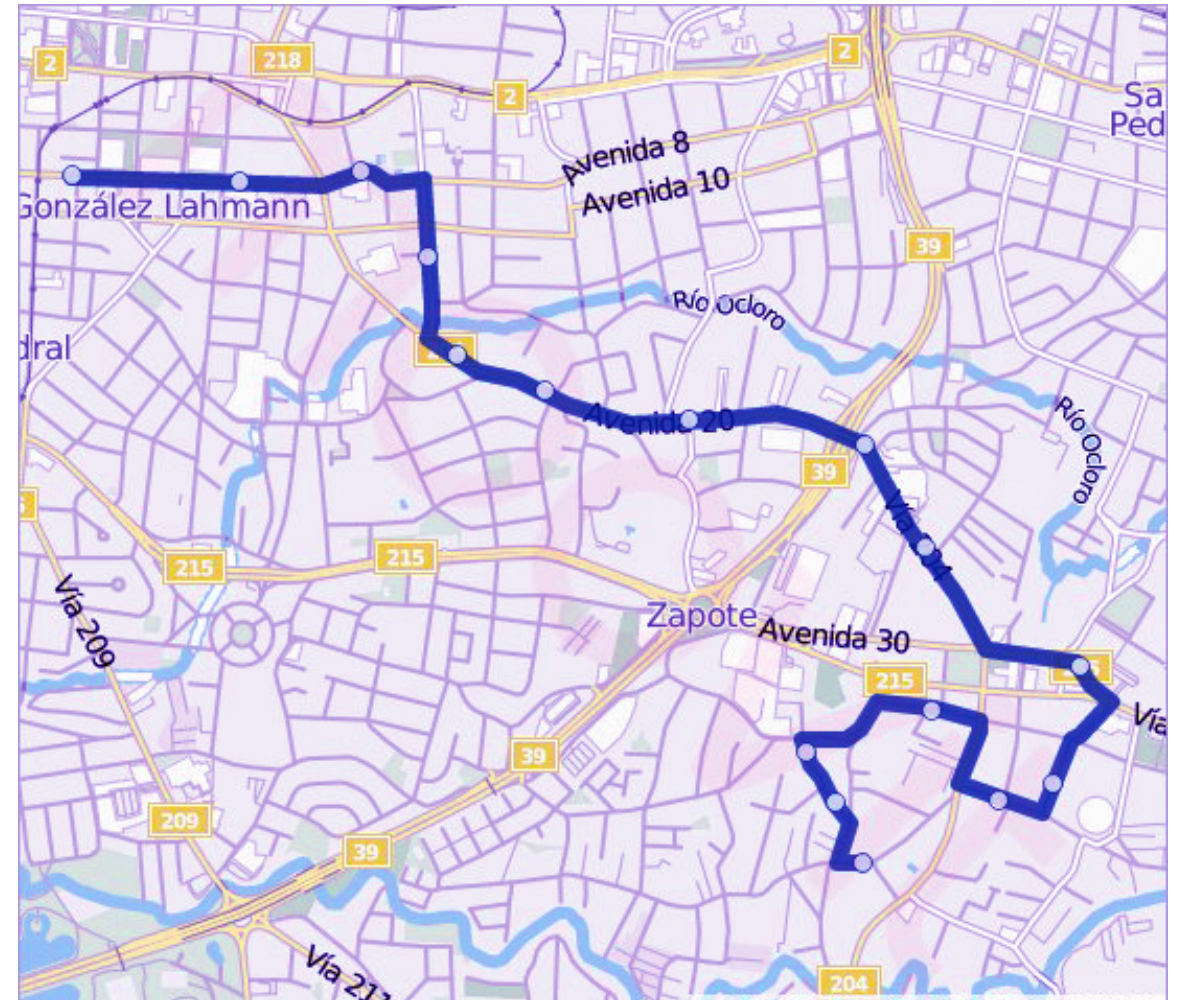 2
218
2
2
Sa
Ped
Avenida 8
Avenida 10
González Lahmann
39
Río Ocloro
dral
Avenida 20
Río Ocloro
39
215
215
Vía 209
Zapote
Avenida 30
215
Vía
39
209
39
Vía 211
204